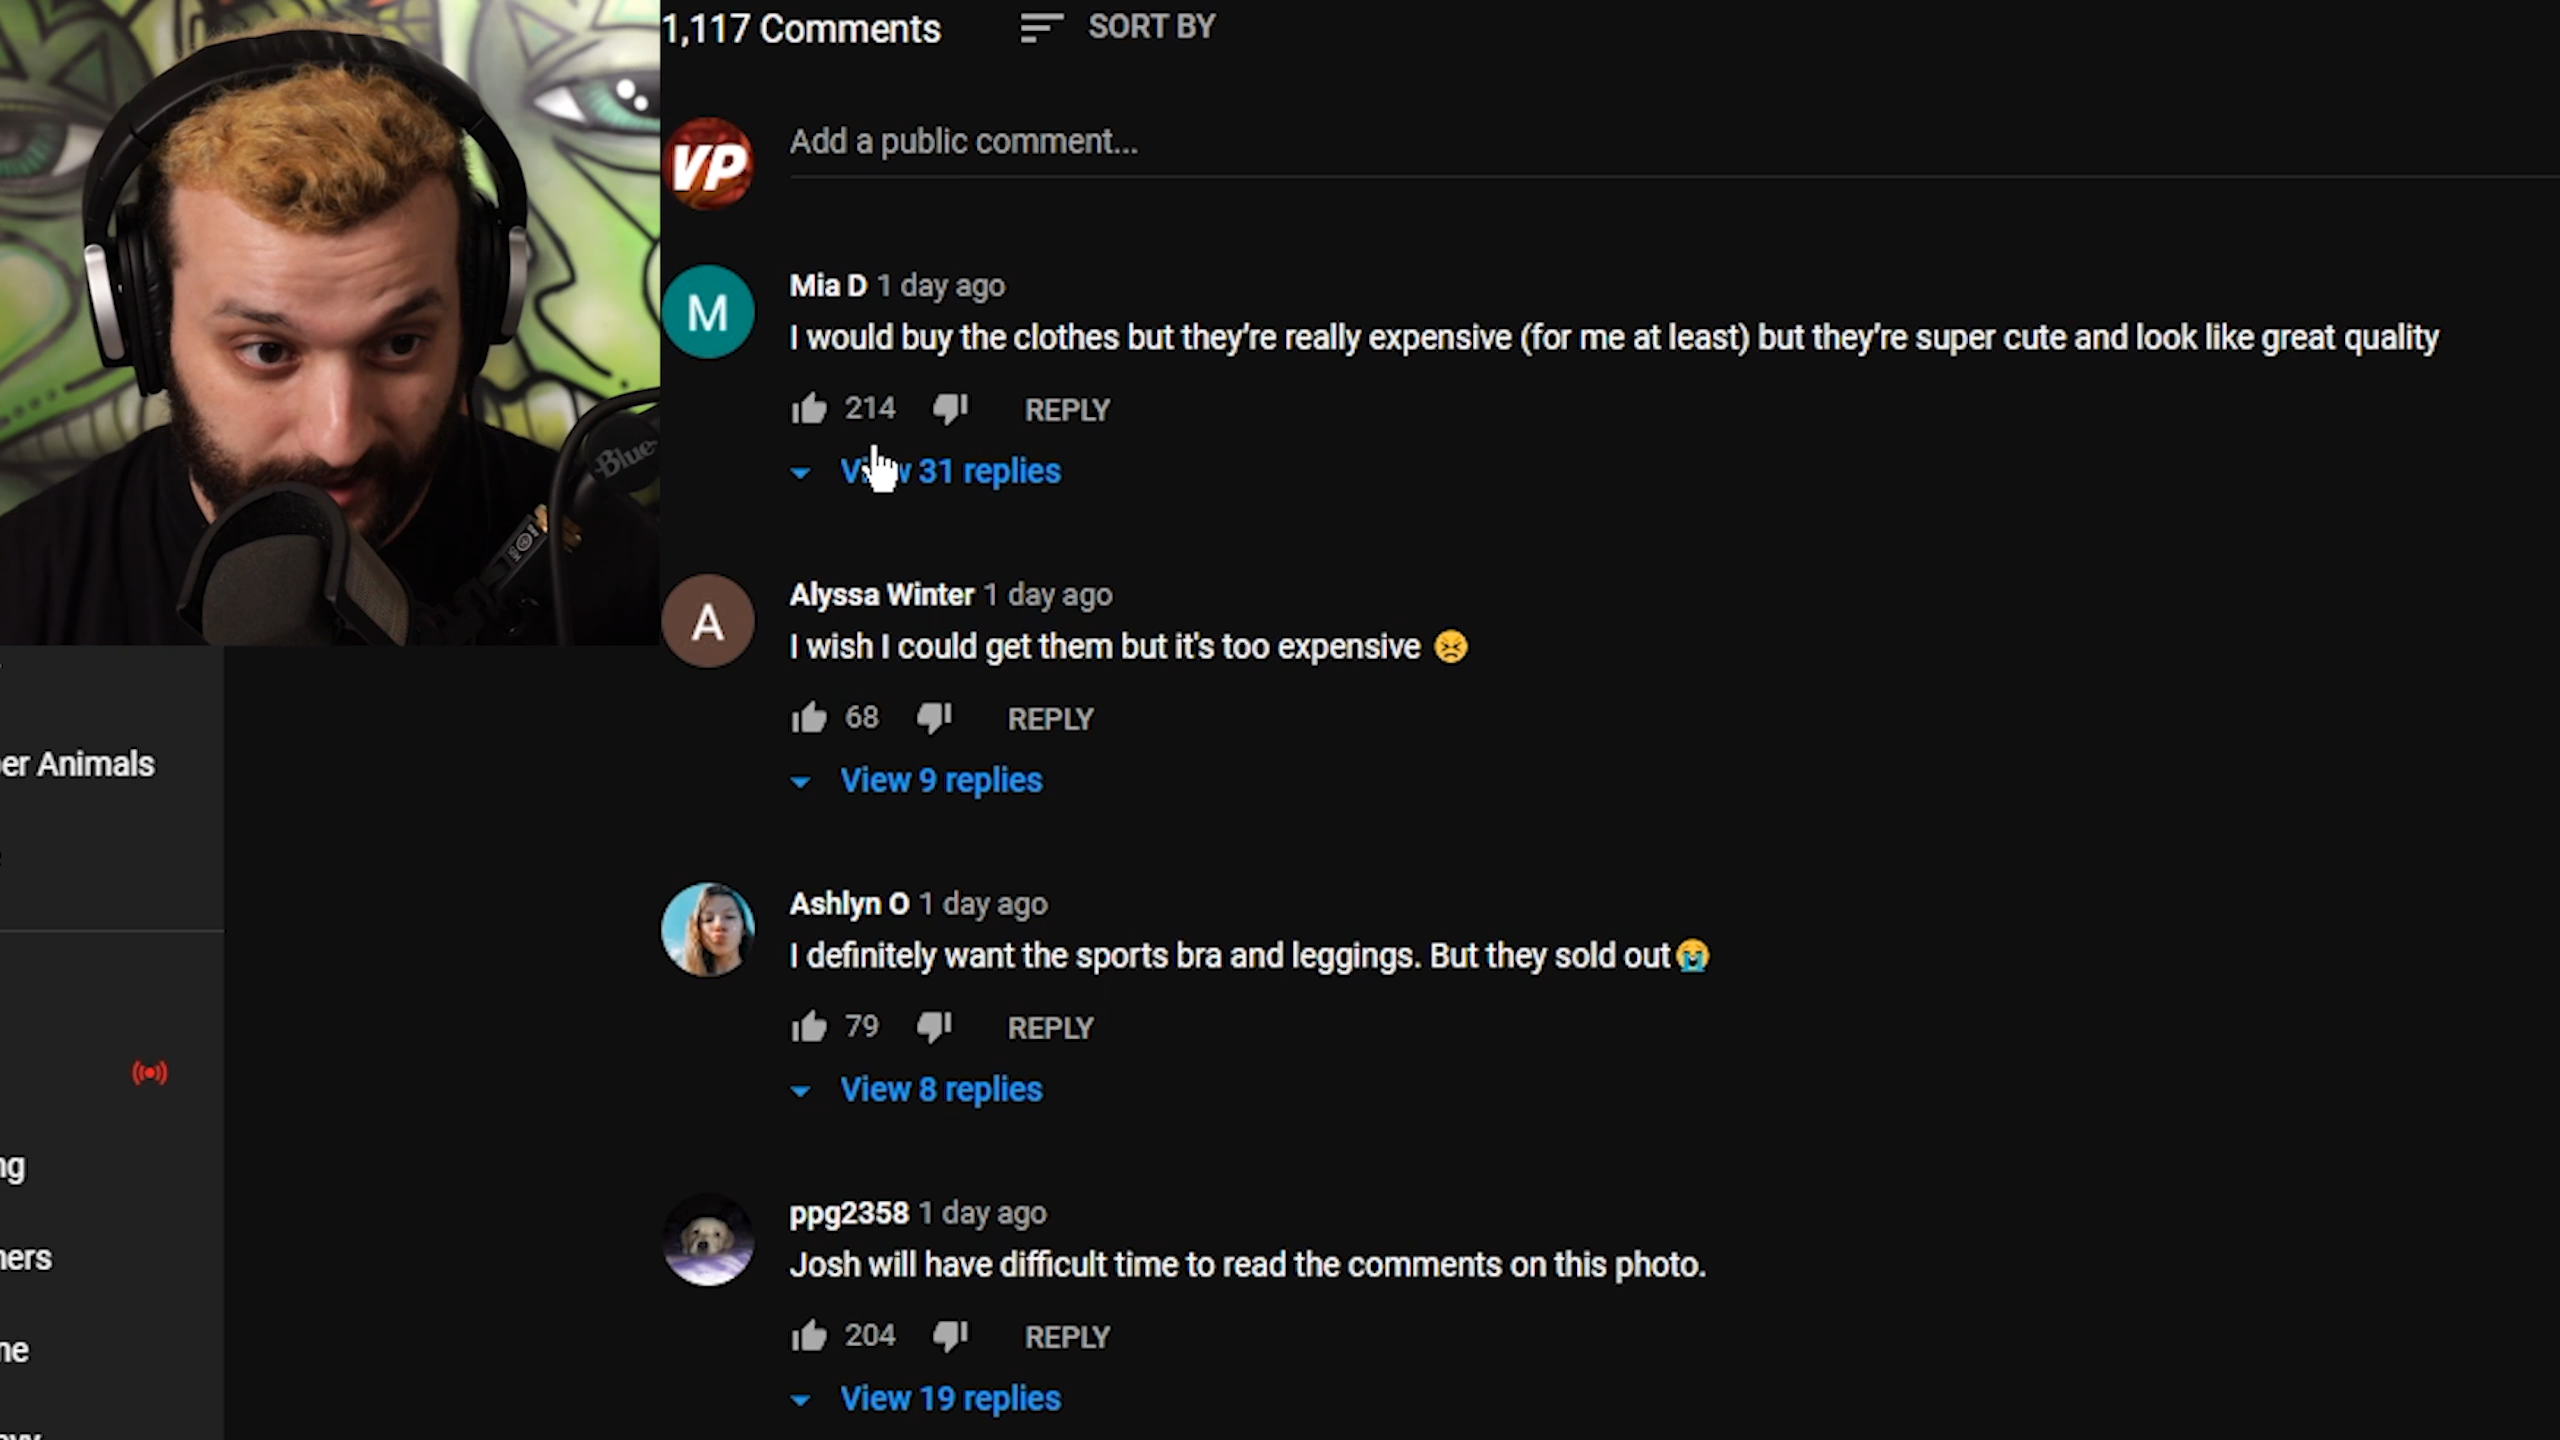 1,117 Comments
SORT BY
VP
Add a public comment...
M
Mia D 1 day ago
I would buy the clothes but they're really expensive (for me at least) but they're super cute and look like great quality
214
REPLY
31 replies
Blue
A
Alyssa Winter 1 day ago
I wish I could get them but it's too expensive 😣
68
REPLY
View 9 replies
er Animals
Ashlyn O 1 day ago
I definitely want the sports bra and leggings. But they sold out😭
79
REPLY
View 8 replies
ppg2358 1 day ago
Josh will have difficult time to read the comments on this photo.
204
REPLY
View 19 replies